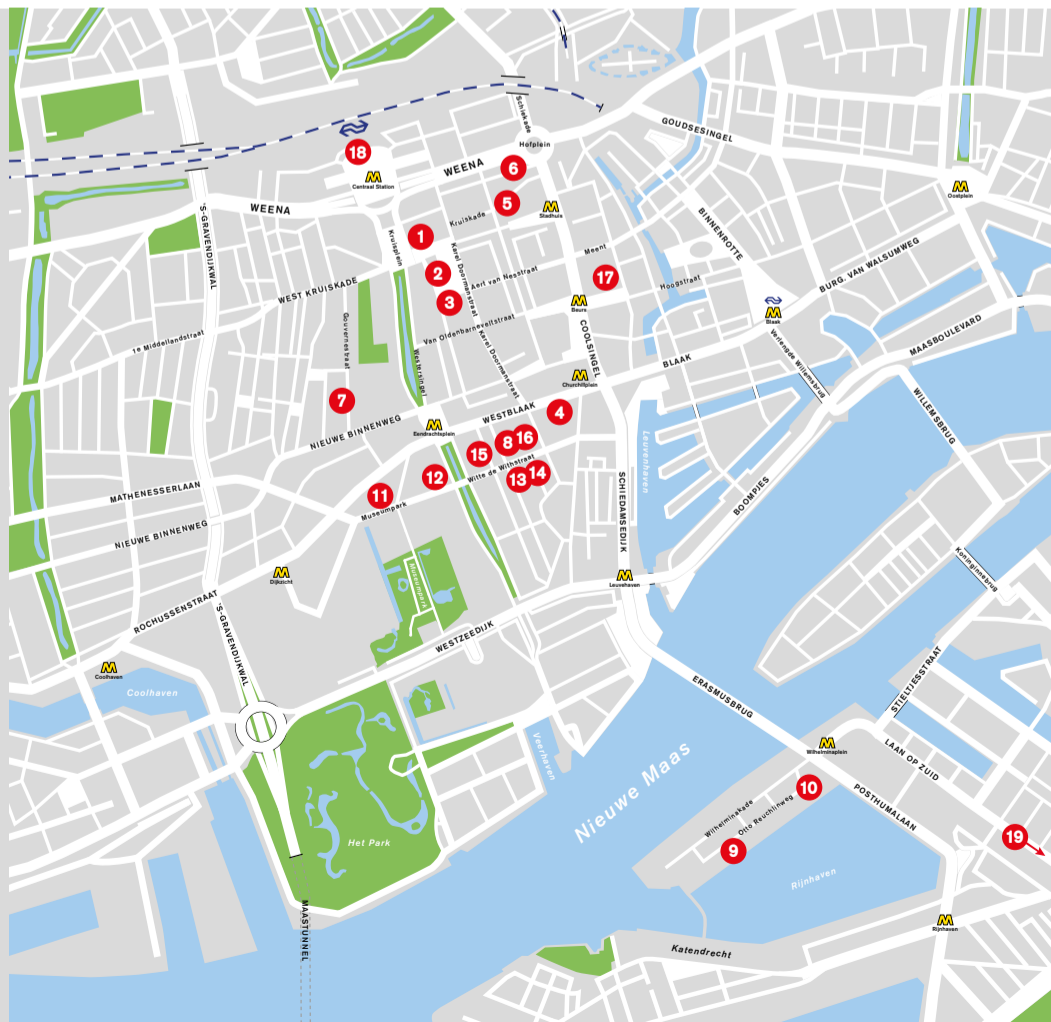 Schiekade
GOUDSESINGEL
Hofplein
18
WEENA
6
M
Centraal Station
M
Oostplein
WEENA
5
M
Stadhuis
'S-GRAVENDIJKWAL
Kruiskade
BINNENROTTE
Kruisplein
1
Karel Doormanstraat
Meent
BURG. VAN WALSUMWEG
2
Aert van Nesstraat
17
Hoogstraat
WEST KRUISKADE
3
M
Beurs
M
Blaak
Gouvernestraat
Van Oldenbarneveltstraat
COOLSINGEL
MAASBOULEVARD
1e Middellandstraat
Karel Doormanstraat
Verlengde Willemsbrug
BLAAK
Westersingel
M
Churchillplein
7
WESTBLAAK
4
WILLEMSBRUG
NIEUWE BINNENWEG
M
Eendrachtsplein
8
16
15
Leuvehaven
Witte de Withstraat
12
13
14
MATHENESSERLAAN
11
Museumpark
SCHIEDAMSEDIJK
BOOMPJES
NIEUWE BINNENWEG
Koninginnebrug
M
Dijkzicht
Museumpark
M
Leuvehaven
ROCHUSSENSTRAAT
'S-GRAVENDIJKWAL
WESTZEEDIJK
M
Coolhaven
Coolhaven
ERASMUSBRUG
STIELTJESSTRAAT
Veerhaven
M
Wilhelminaplein
LAAN OP ZUID
Nieuwe Maas
10
POSTHUMALAAN
Wilhelminakade
Otto Reuchlinweg
19
Het Park
9
Rijnhaven
MAASTUNNEL
M
Rijnhaven
Katendrecht